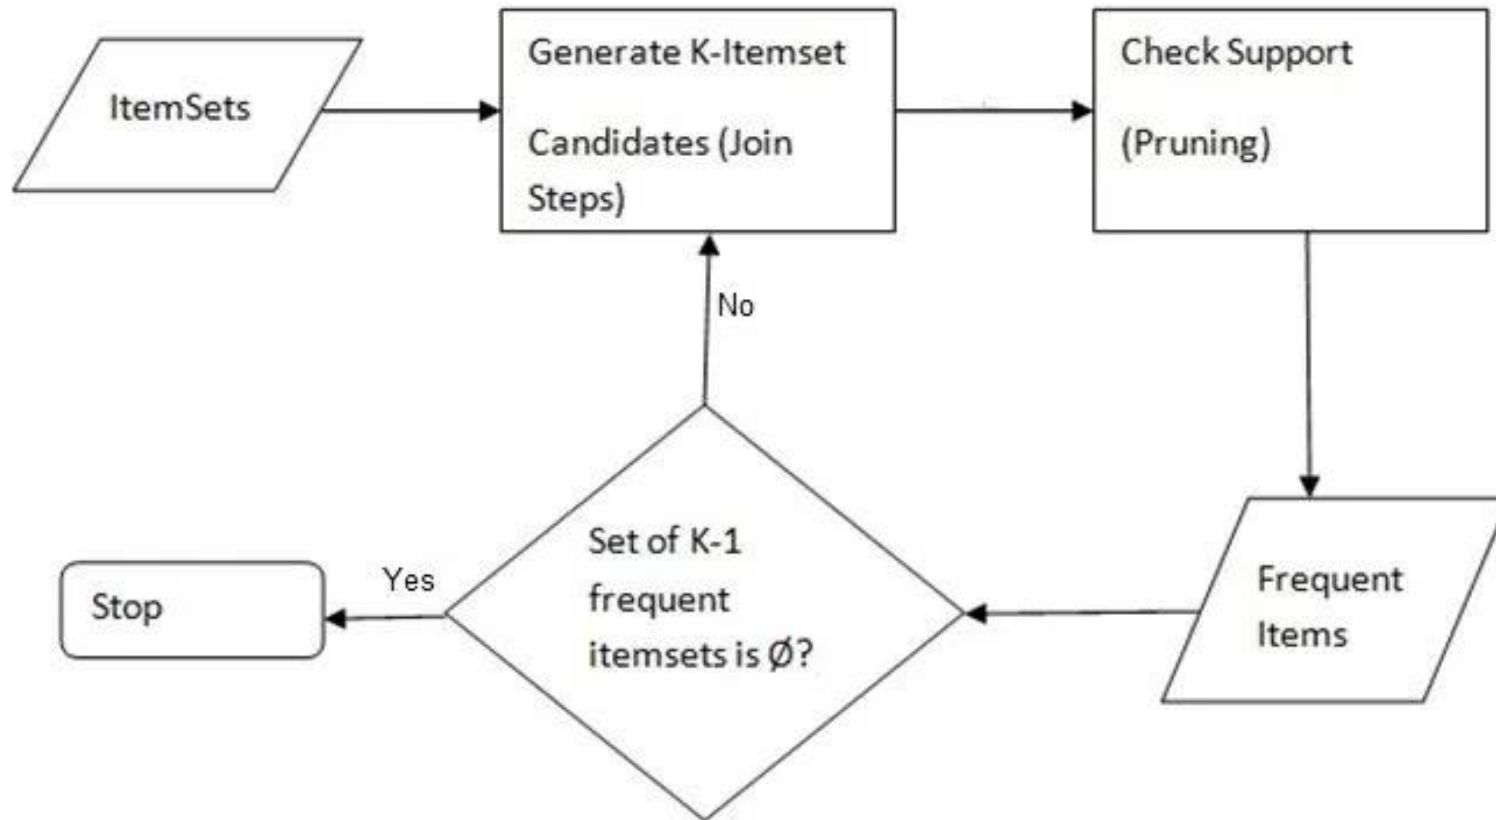 ItemSets
Generate K-Itemset
Candidates (Join
Steps)
Check Support
(Pruning)
No
Set of K-1
frequent
itemsets is Ø?
Yes
Stop
Frequent
Items